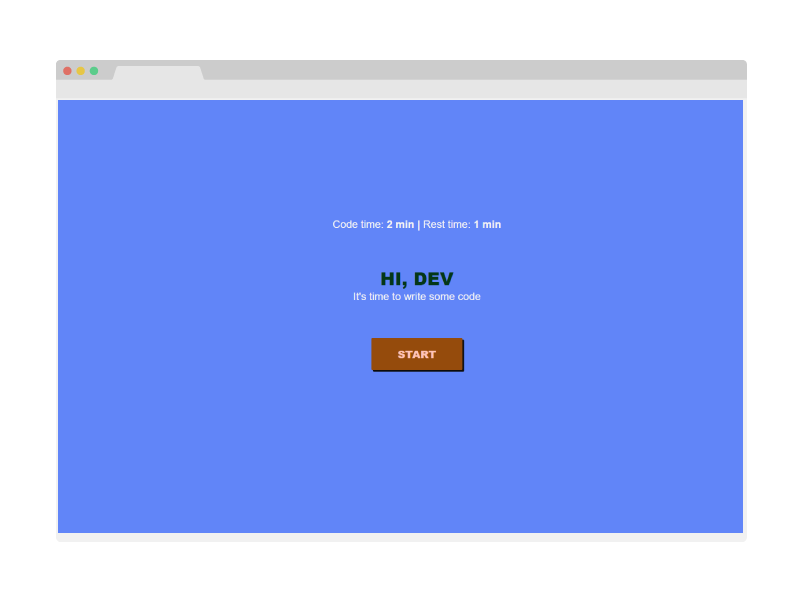 Code time: 2 min | Rest time: 1 min
HI, DEV
It's time to write some code
START